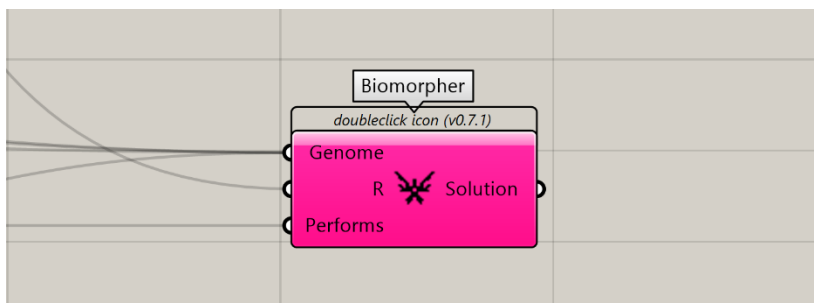 Biomorpher
doubleclick icon (v0.7.1)
Genome
R
Solution
Performs